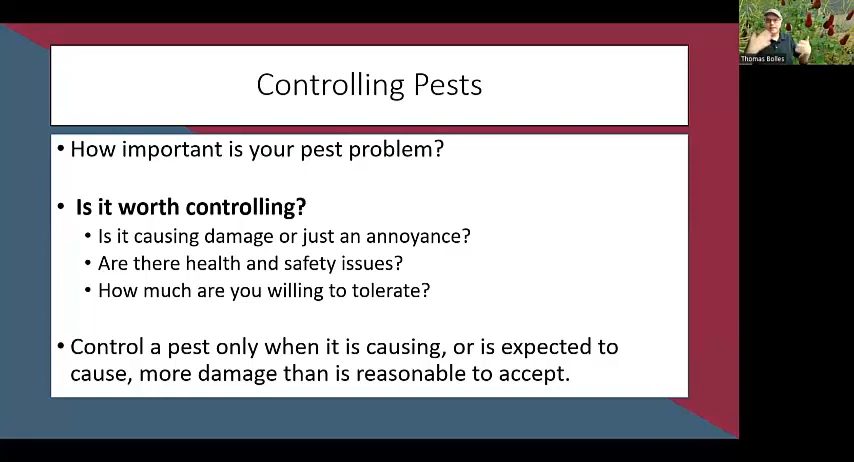 Controlling Pests
• How important is your pest problem?
• Is it worth controlling?
• Is it causing damage or just an annoyance?
• Are there health and safety issues?
• How much are you willing to tolerate?
• Control a pest only when it is causing, or is expected to
cause, more damage than is reasonable to accept.
Thomas Bolles